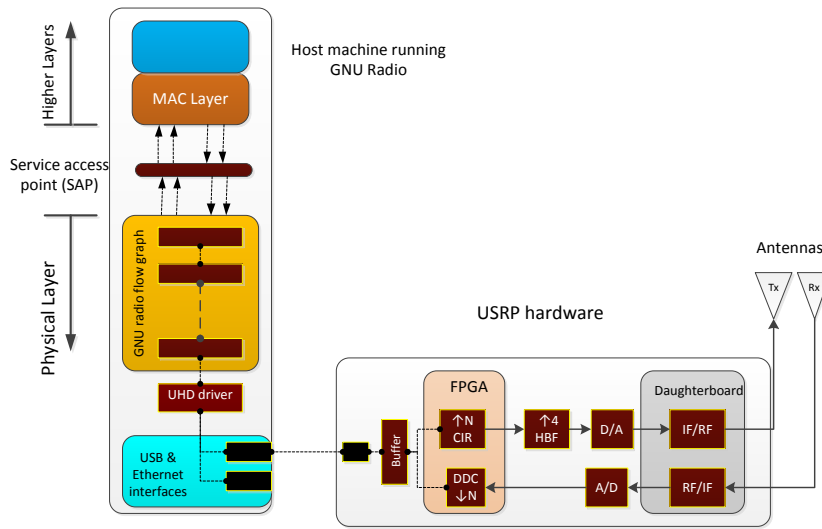 Higher Layers
MAC Layer
Host machine running
GNU Radio
Service access
point (SAP)
Physical Layer
GNU radio flow graph
UHD driver
USB &
Ethernet
interfaces
USRP hardware
Antennas
Tx
Rx
Buffer
FPGA
↑N
CIR
↑4
HBF
D/A
Daughterboard
IF/RF
DDC
↓N
A/D
RF/IF